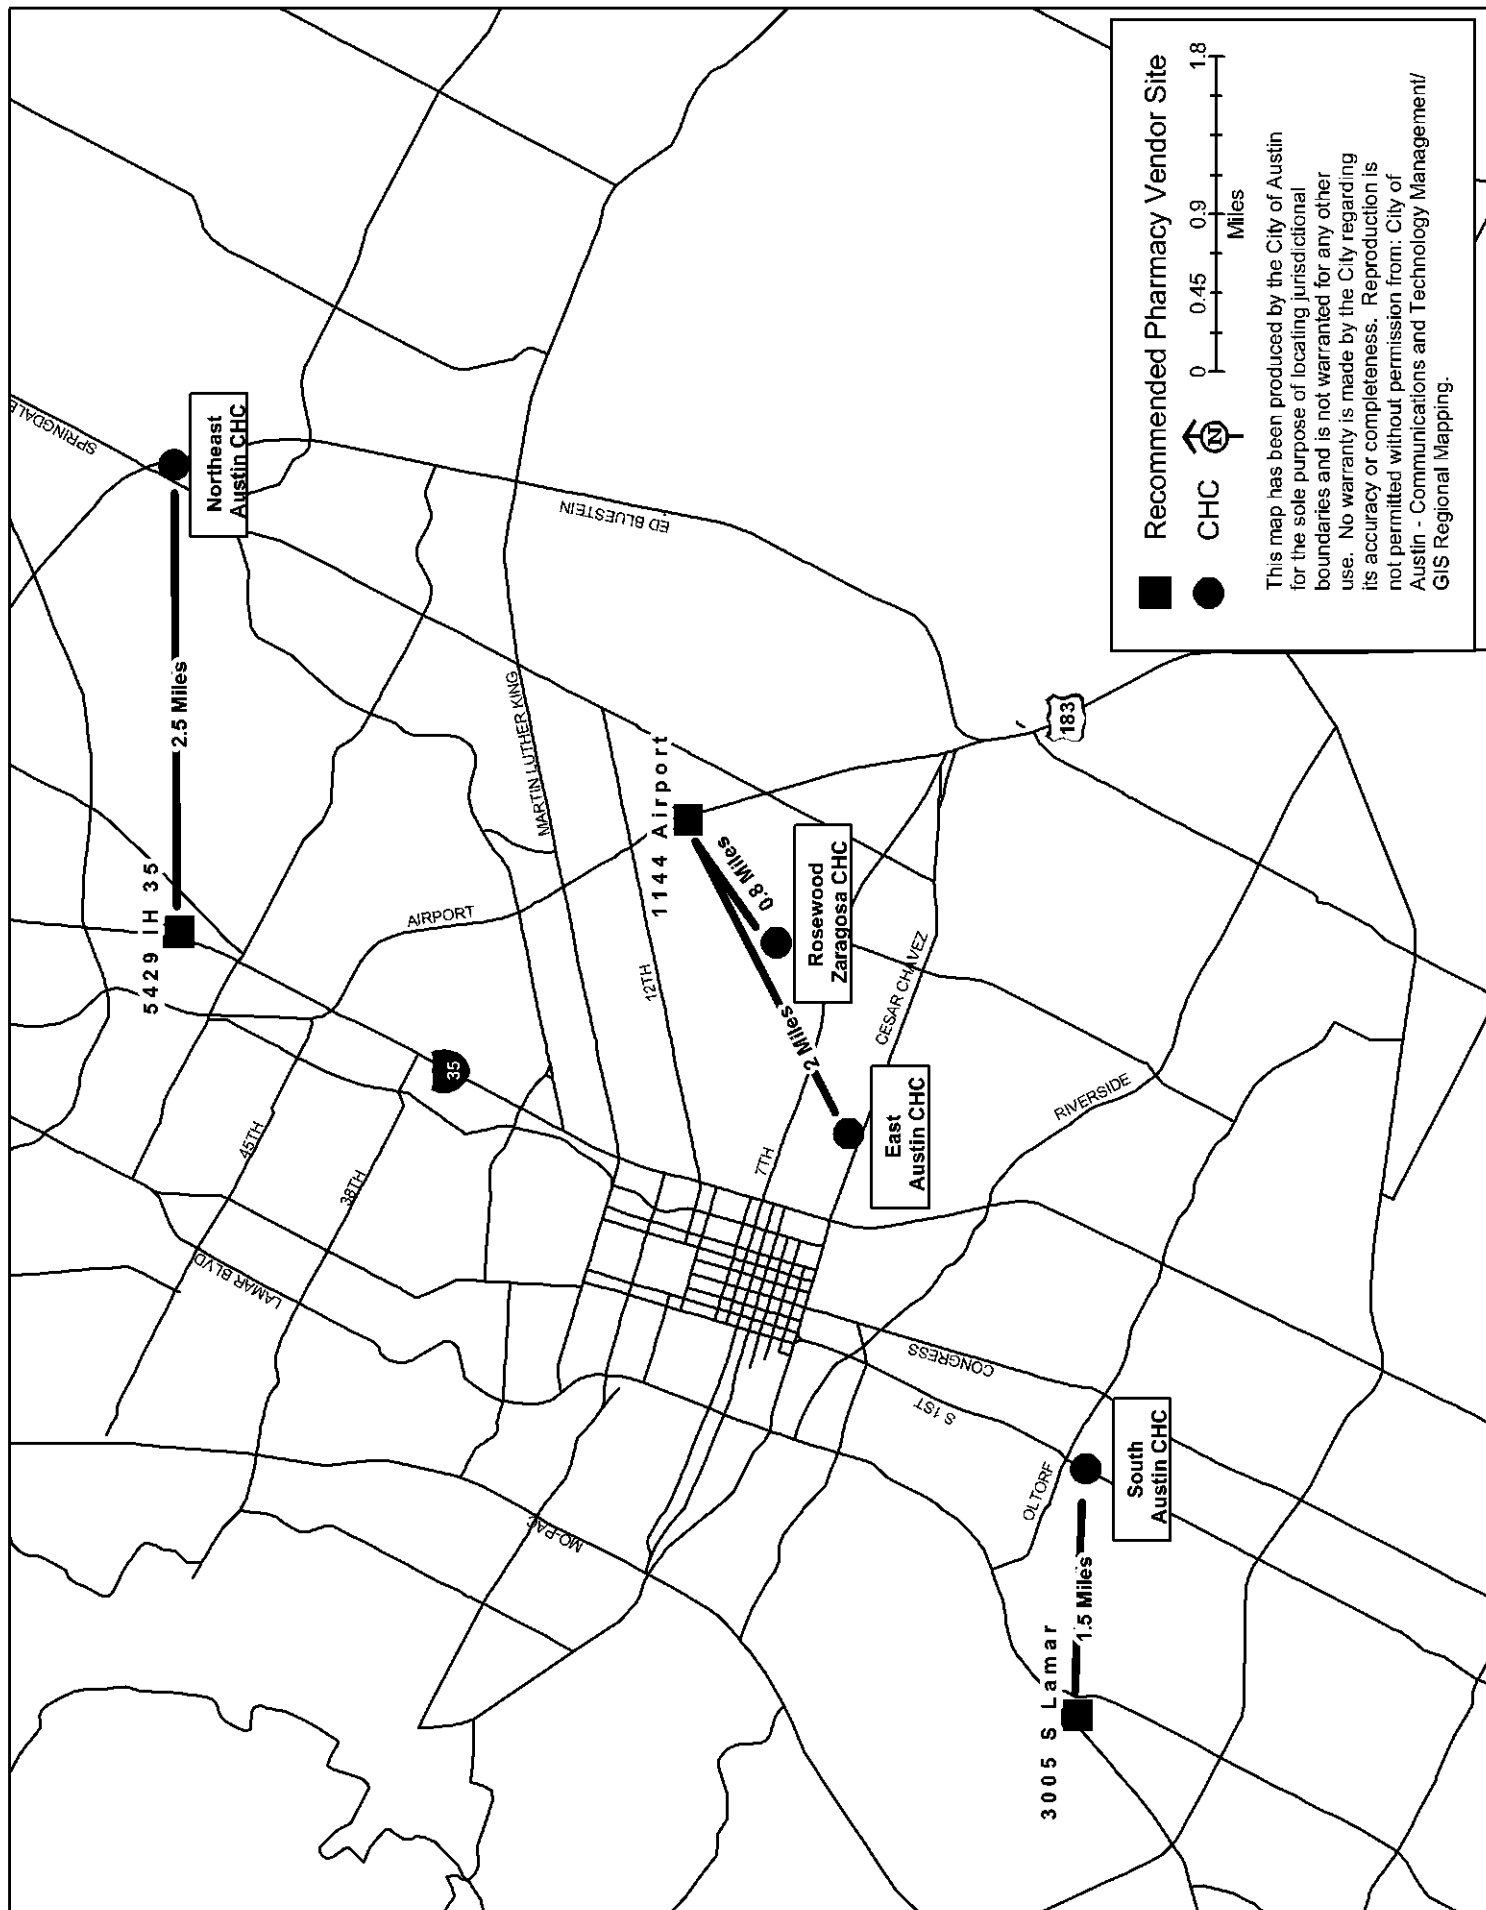 SPRINGDALE
Northeast
Austin CHC
2.5 Miles
5429 IH 35
ED BLUESTEIN
MARTIN LUTHER KING
AIRPORT
1144 Airport
12TH
0.8 Miles
Rosewood
Zaragosa CHC
2 Miles
183
35
45TH
38TH
LAMAR BLVD
7TH
CESAR CHAVEZ
East
Austin CHC
RIVERSIDE
CONGRESS
S 1ST
MO-PAC
OLTORF
South
Austin CHC
1.5 Miles
3005 S Lamar
Recommended Pharmacy Vendor Site
CHC
N
0 0.45 0.9 1.8
Miles
This map has been produced by the City of Austin
for the sole purpose of locating jurisdictional
boundaries and is not warranted for any other
use. No warranty is made by the City regarding
its accuracy or completeness. Reproduction is
not permitted without permission from: City of
Austin - Communications and Technology Management/
GIS Regional Mapping.